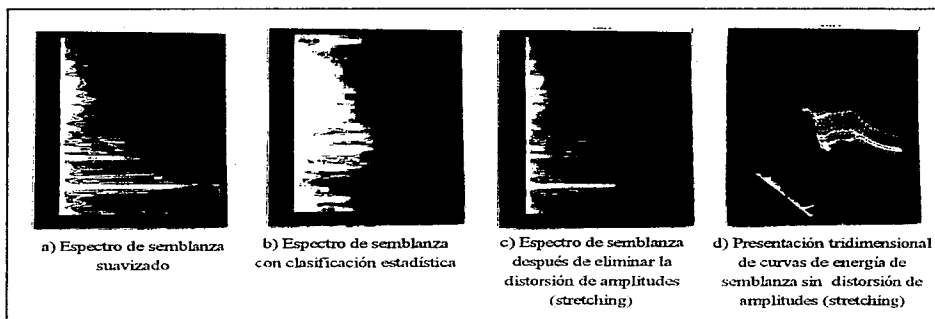 a) Espectro de semblanza
suavizado
b) Espectro de semblanza
con clasificación estadística
c) Espectro de semblanza
después de eliminar la
distorsión de amplitudes
(stretching)
d) Presentación tridimensional
de curvas de energía de
semblanza sin distorsión de
amplitudes (stretching)